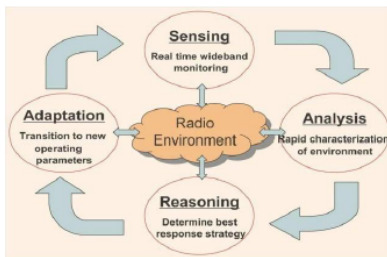 Sensing
Real time wideband
monitoring
Adaptation
Transition to new
operating
parameters
Radio
Environment
Analysis
Rapid characterization
of environment
Reasoning
Determine best
response strategy